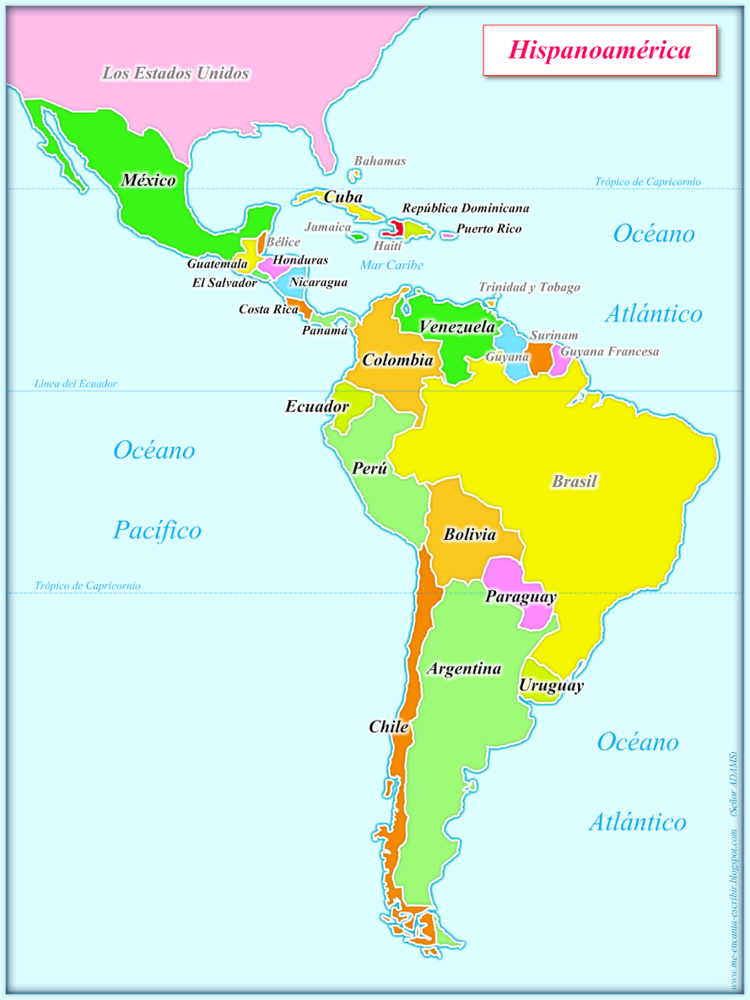 Hispanoamérica
Los Estados Unidos
Bahamas
México
Trópico de Capricornio
Cuba
República Dominicana
Jamaica
Puerto Rico
Océano
Bélice
Haití
Guatemala
Honduras
Mar Caribe
El Salvador
Nicaragua
Trinidad y Tobago
Costa Rica
Atlántico
Panamá
Venezuela
Surinam
Guyana Francesa
Guyana
Colombia
Línea del Ecuador
Ecuador
Océano
Perú
Brasil
Pacífico
Bolivia
Trópico de Capricornio
Paraguay
Argentina
Uruguay
Chile
Océano
Atlántico
www.me-encanta-escribir.blogspot.com (Señor ADAMS)